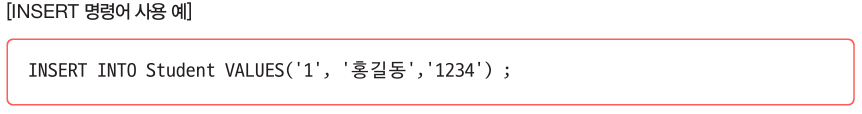 [INSERT 명령어 사용 예]
INSERT INTO Student VALUES('1', '홍길동','1234') ;